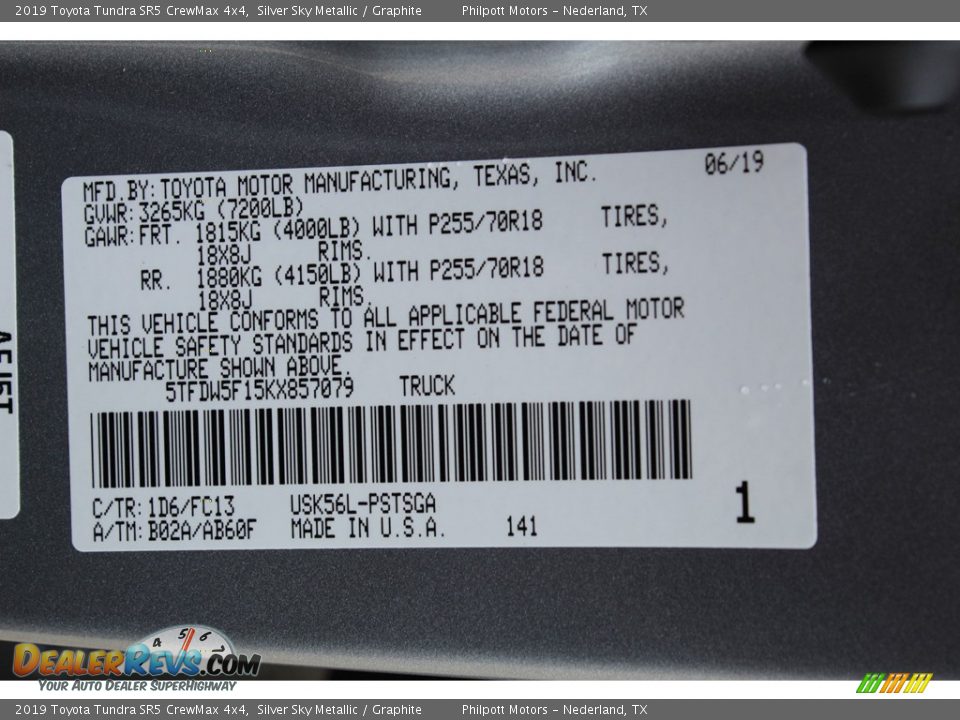 2019 Toyota Tundra SR5 CrewMax 4x4, Silver Sky Metallic / Graphite Philpott Motors – Nederland, TX
MFD.BY:TOYOTA MOTOR MANUFACTURING, TEXAS, INC. 06/19
GVWR:3265KG (7200LB)
GAWR:FRT. 1815KG (4000LB) WITH P255/70R18 TIRES,
18X8J RIMS.
RR. 1880KG (4150LB) WITH P255/70R18 TIRES,
18X8J RIMS.
THIS VEHICLE CONFORMS TO ALL APPLICABLE FEDERAL MOTOR
VEHICLE SAFETY STANDARDS IN EFFECT ON THE DATE OF
MANUFACTURE SHOWN ABOVE.
5TFDW5F15KX857079 TRUCK
C/TR:1D6/FC13 USK56L-PSTSGA
A/TM:B02A/AB60F MADE IN U.S.A. 141
1
4 5 6
DEALERREVS.COM
YOUR AUTO DEALER SUPERHIGHWAY
2019 Toyota Tundra SR5 CrewMax 4x4, Silver Sky Metallic / Graphite Philpott Motors – Nederland, TX